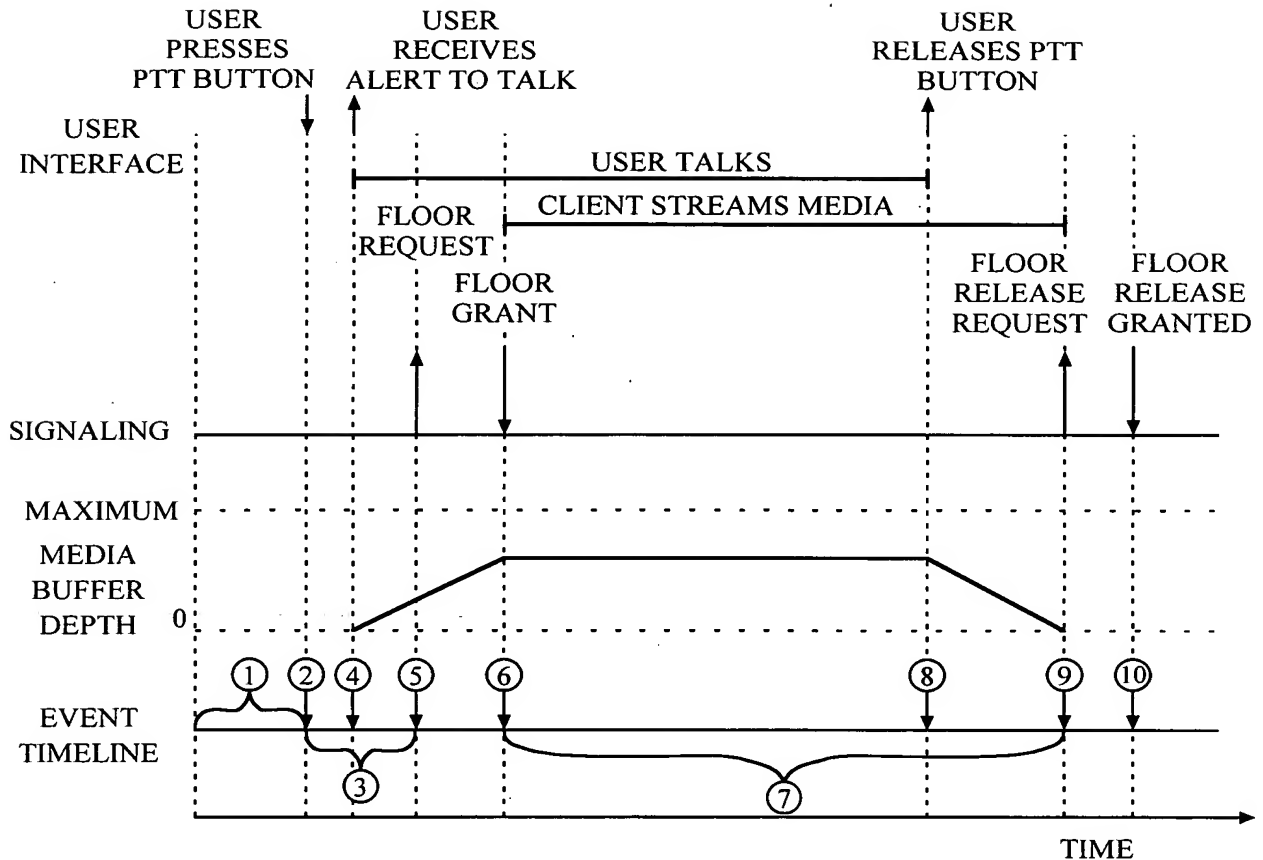 USER
PRESSES
PTT BUTTON
USER
RECEIVES
ALERT TO TALK
USER
RELEASES PTT
BUTTON
USER
INTERFACE
USER TALKS
CLIENT STREAMS MEDIA
FLOOR
REQUEST
FLOOR
GRANT
FLOOR
RELEASE
REQUEST
FLOOR
RELEASE
GRANTED
SIGNALING
MAXIMUM
MEDIA
BUFFER
DEPTH
0
1
2
4
5
6
8
9
10
EVENT
TIMELINE
3
7
TIME